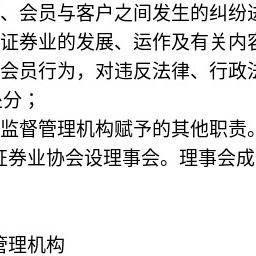 、会员与客户之间发生的纠纷进
证券业的发展、运作及有关内容
会员行为，对违反法律、行政法
处分；
监督管理机构赋予的其他职责。
证券业协会设理事会。理事会成
管理机构